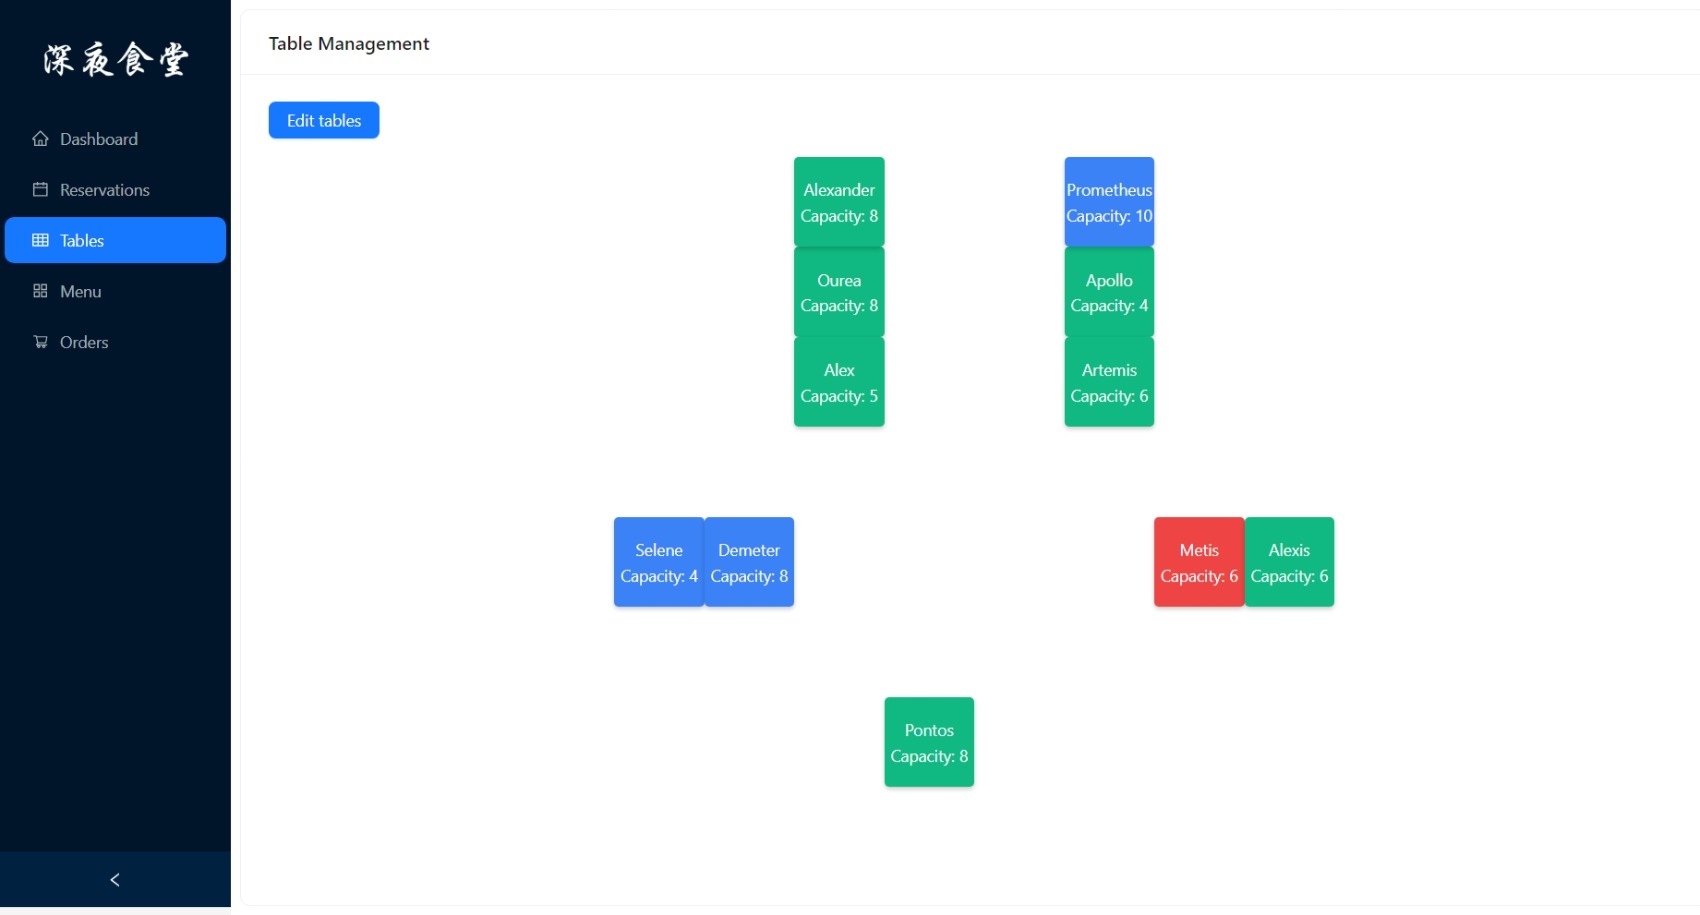 深夜食堂
Dashboard
Reservations
Tables
Menu
Orders
Table Management
Edit tables
Alexander
Capacity: 8
Prometheus
Capacity: 10
Ourea
Capacity: 8
Apollo
Capacity: 4
Alex
Capacity: 5
Artemis
Capacity: 6
Selene
Capacity: 4
Demeter
Capacity: 8
Metis
Capacity: 6
Alexis
Capacity: 6
Pontos
Capacity: 8